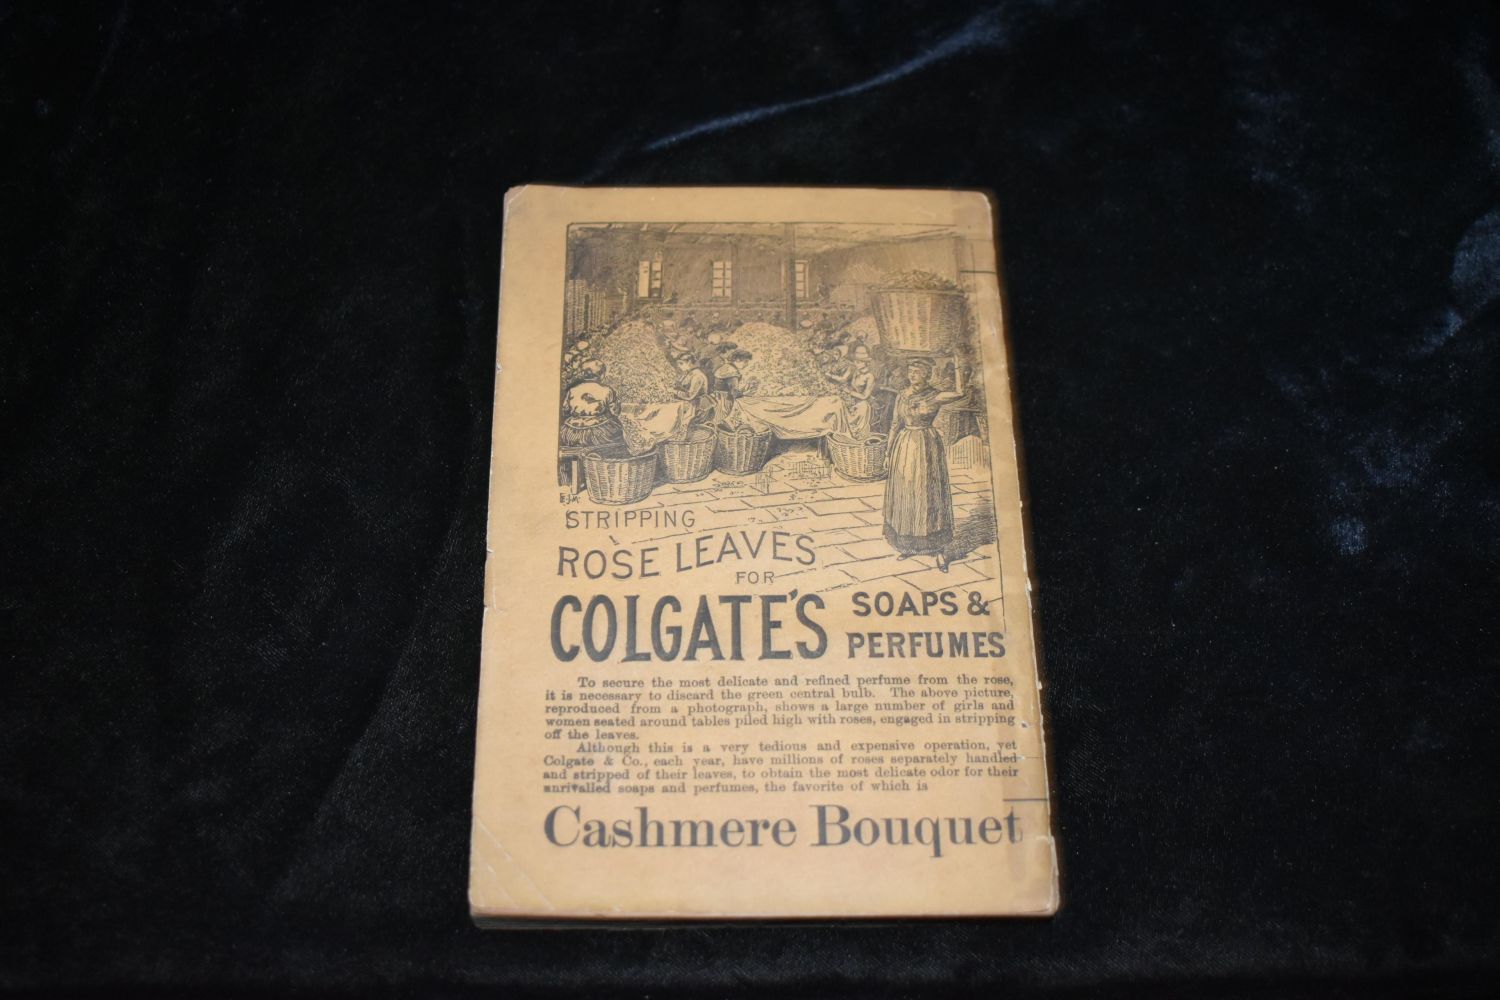 E.J.M.
STRIPPING
ROSE LEAVES
FOR
COLGATE'S SOAPS &
PERFUMES
To secure the most delicate and refined perfume from the rose,
it is necessary to discard the green central bulb. The above picture,
reproduced from a photograph, shows a large number of girls and
women seated around tables piled high with roses, engaged in stripping
off the leaves.
Although this is a very tedious and expensive operation, yet
Colgate & Co., each year, have millions of roses separately handled
and stripped of their leaves, to obtain the most delicate odor for their
unrivalled soaps and perfumes, the favorite of which is
Cashmere Bouquet